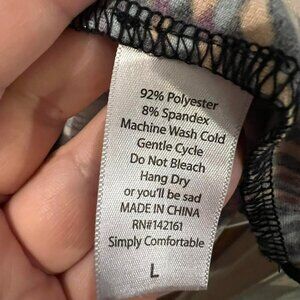 92% Polyester
8% Spandex
Machine Wash Cold
Gentle Cycle
Do Not Bleach
Hang Dry
or you'll be sad
MADE IN CHINA
RN#142161
Simply Comfortable
L